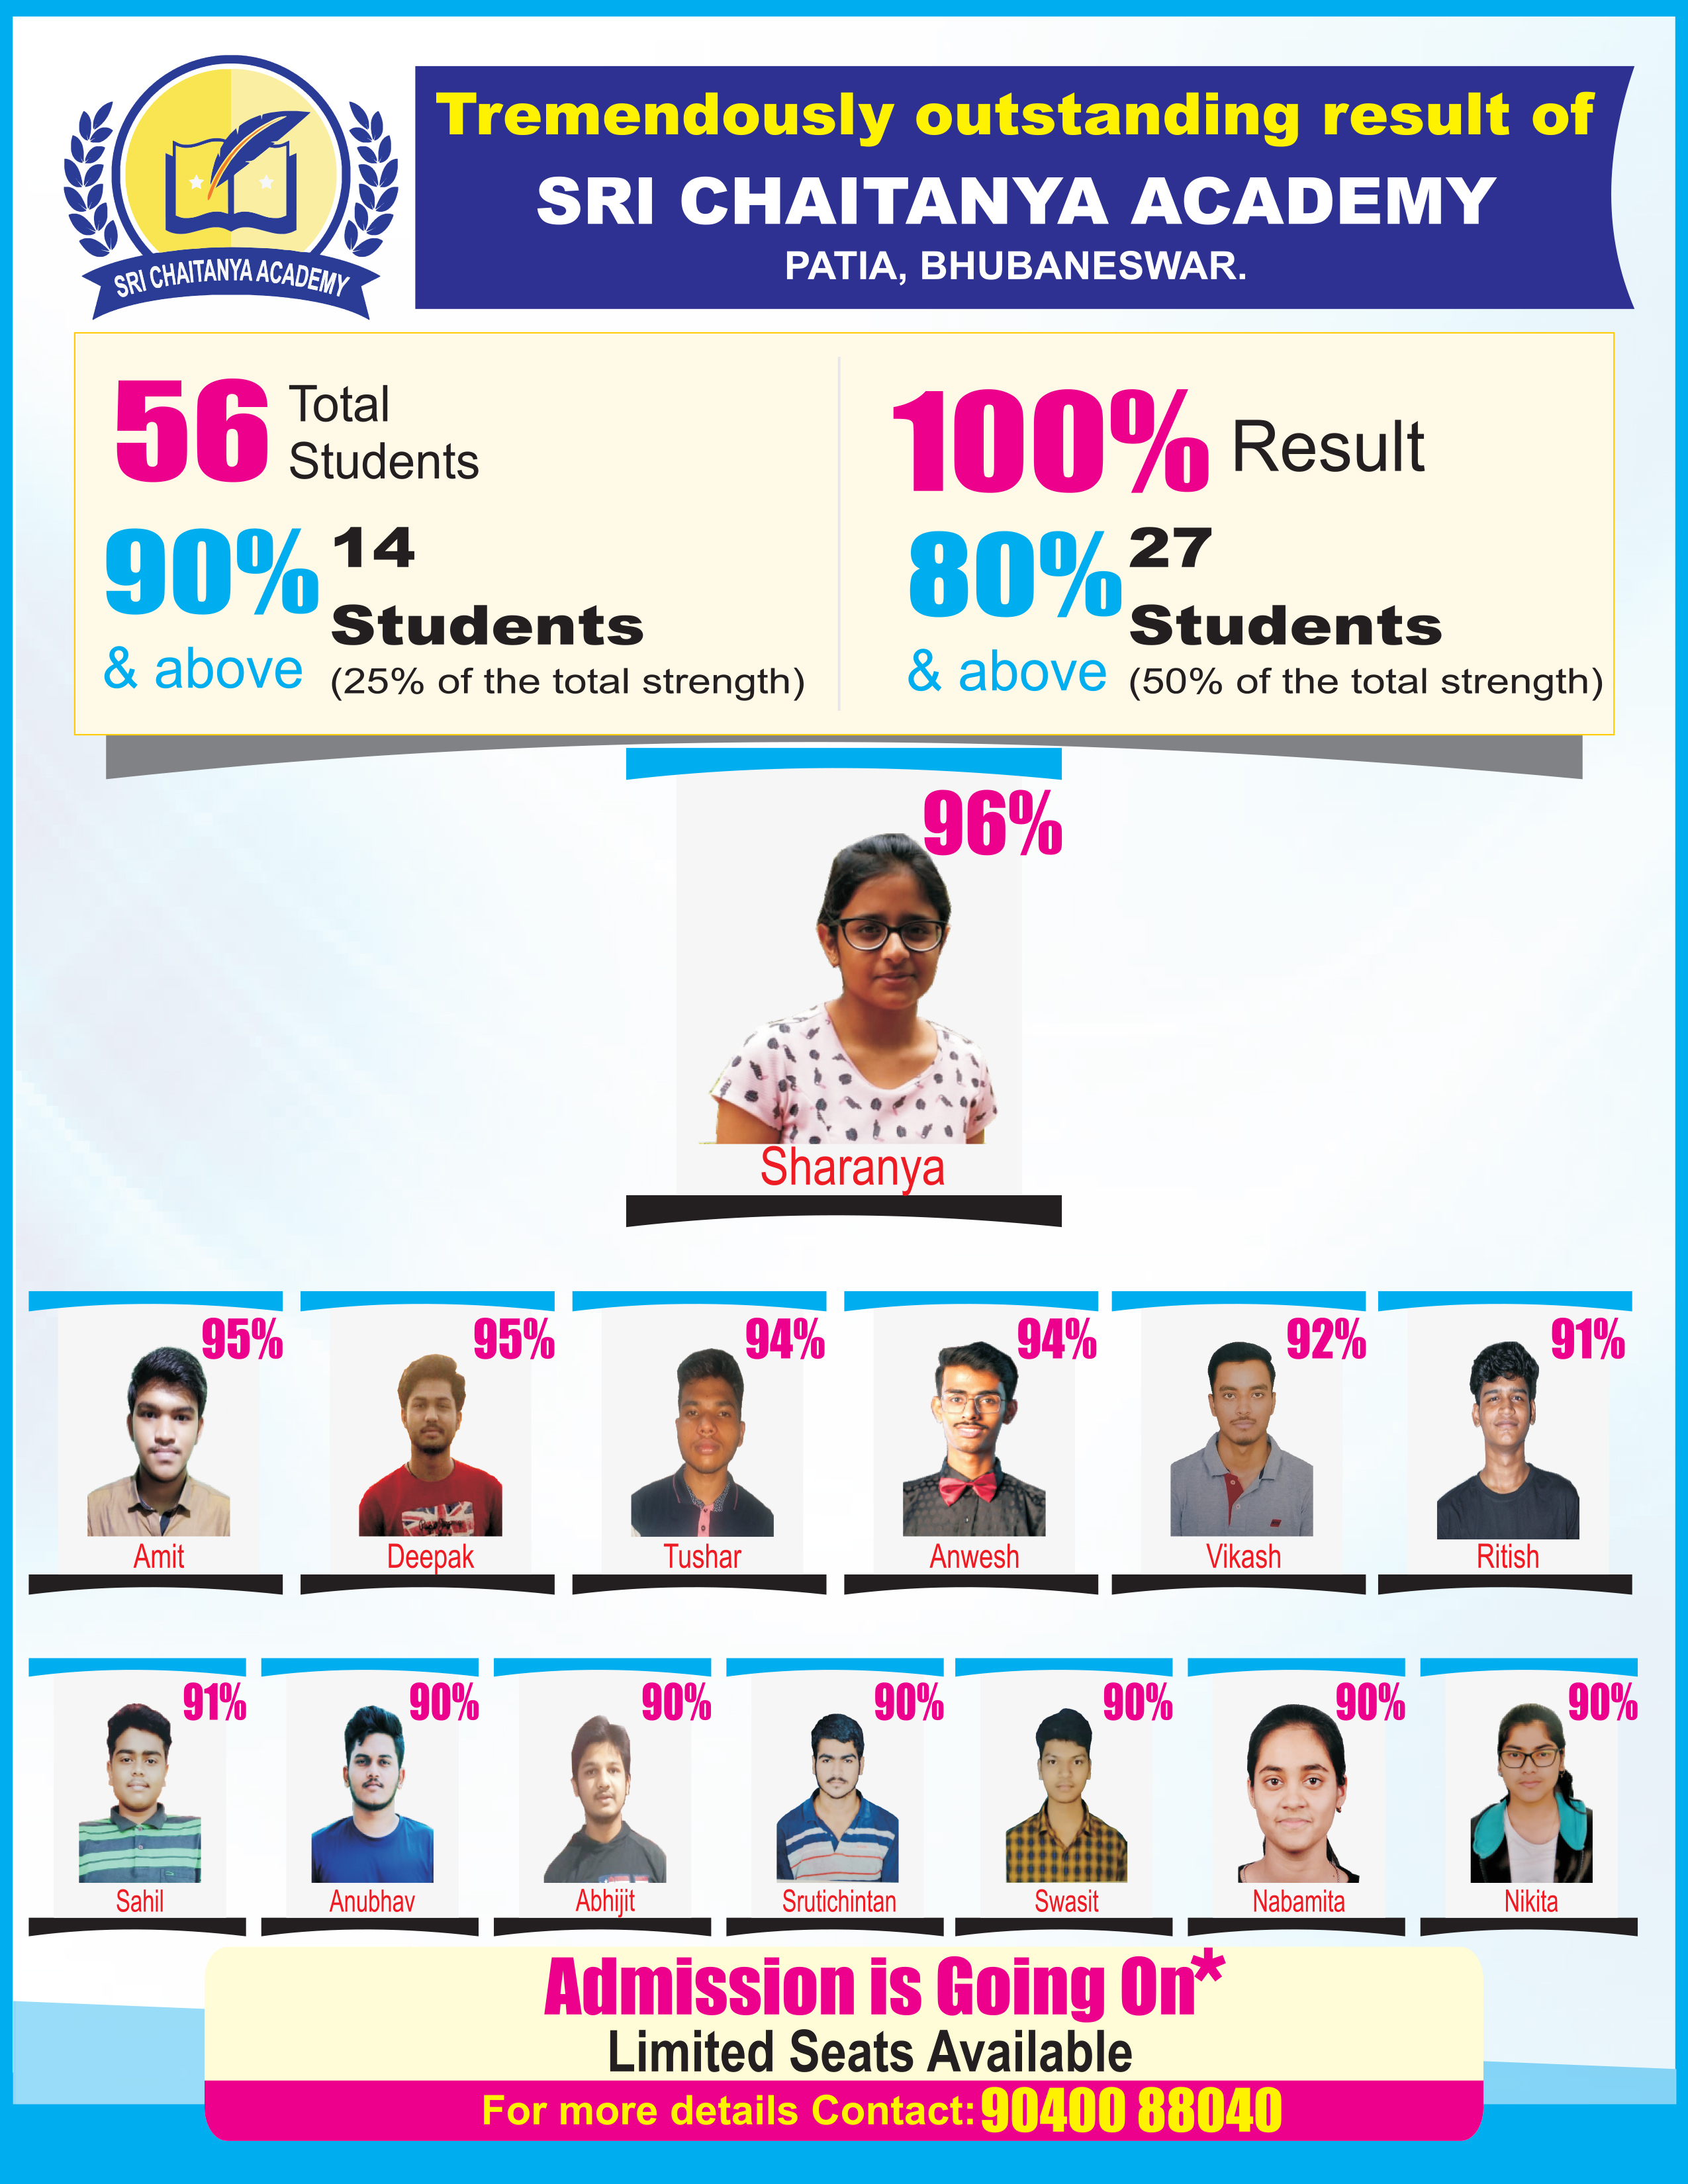 SRI CHAITANYA ACADEMY
Tremendously outstanding result of
SRI CHAITANYA ACADEMY
PATIA, BHUBANESWAR.
56 Total
Students
90% 14
Students
& above (25% of the total strength)
100% Result
80% 27
Students
& above (50% of the total strength)
96%
Sharanya
95% 95% 94% 94% 92% 91%
Amit Deepak Tushar Anwesh Vikash Ritish
91% 90% 90% 90% 90% 90% 90%
Sahil Anubhav Abhijit Srutichintan Swasit Nabamita Nikita
Admission is Going On*
Limited Seats Available
For more details Contact: 90400 88040